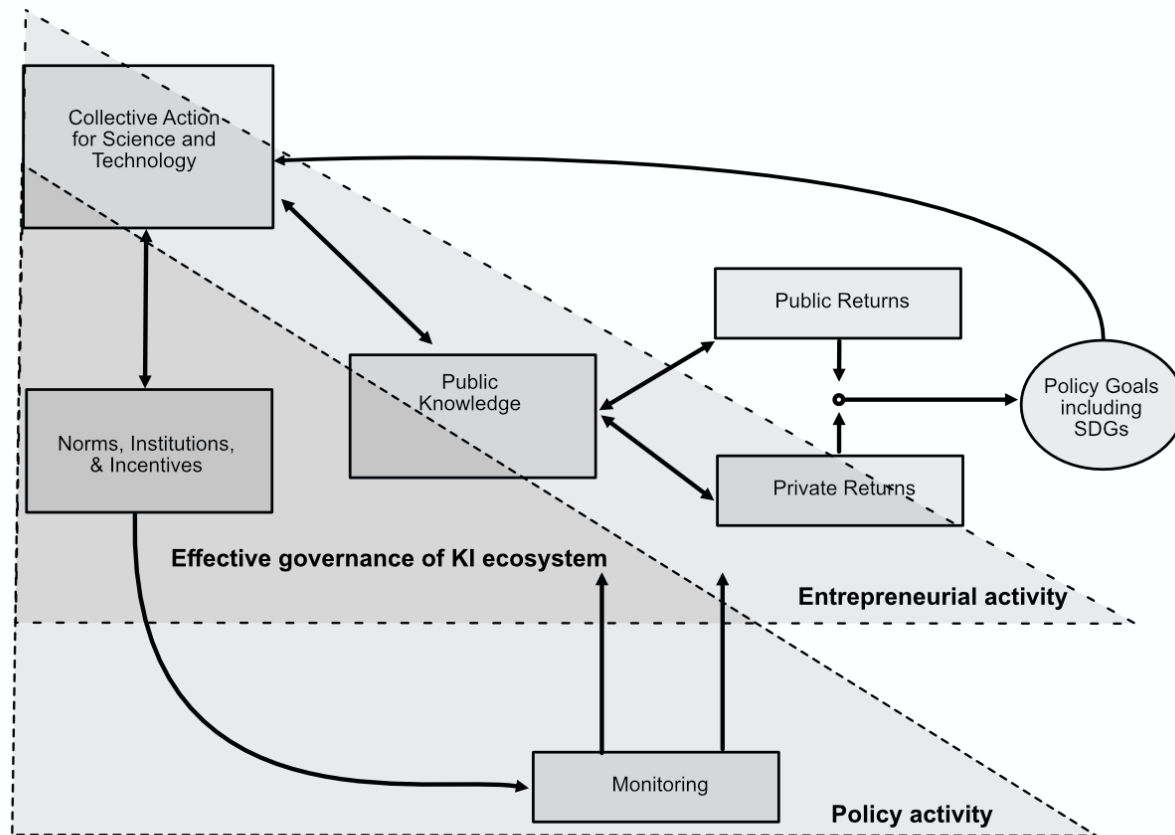 Collective Action
for Science and
Technology
Public Returns
Public
Knowledge
Policy Goals
including
SDGs
Norms, Institutions,
& Incentives
Private Returns
Effective governance of KI ecosystem
Entrepreneurial activity
Monitoring
Policy activity